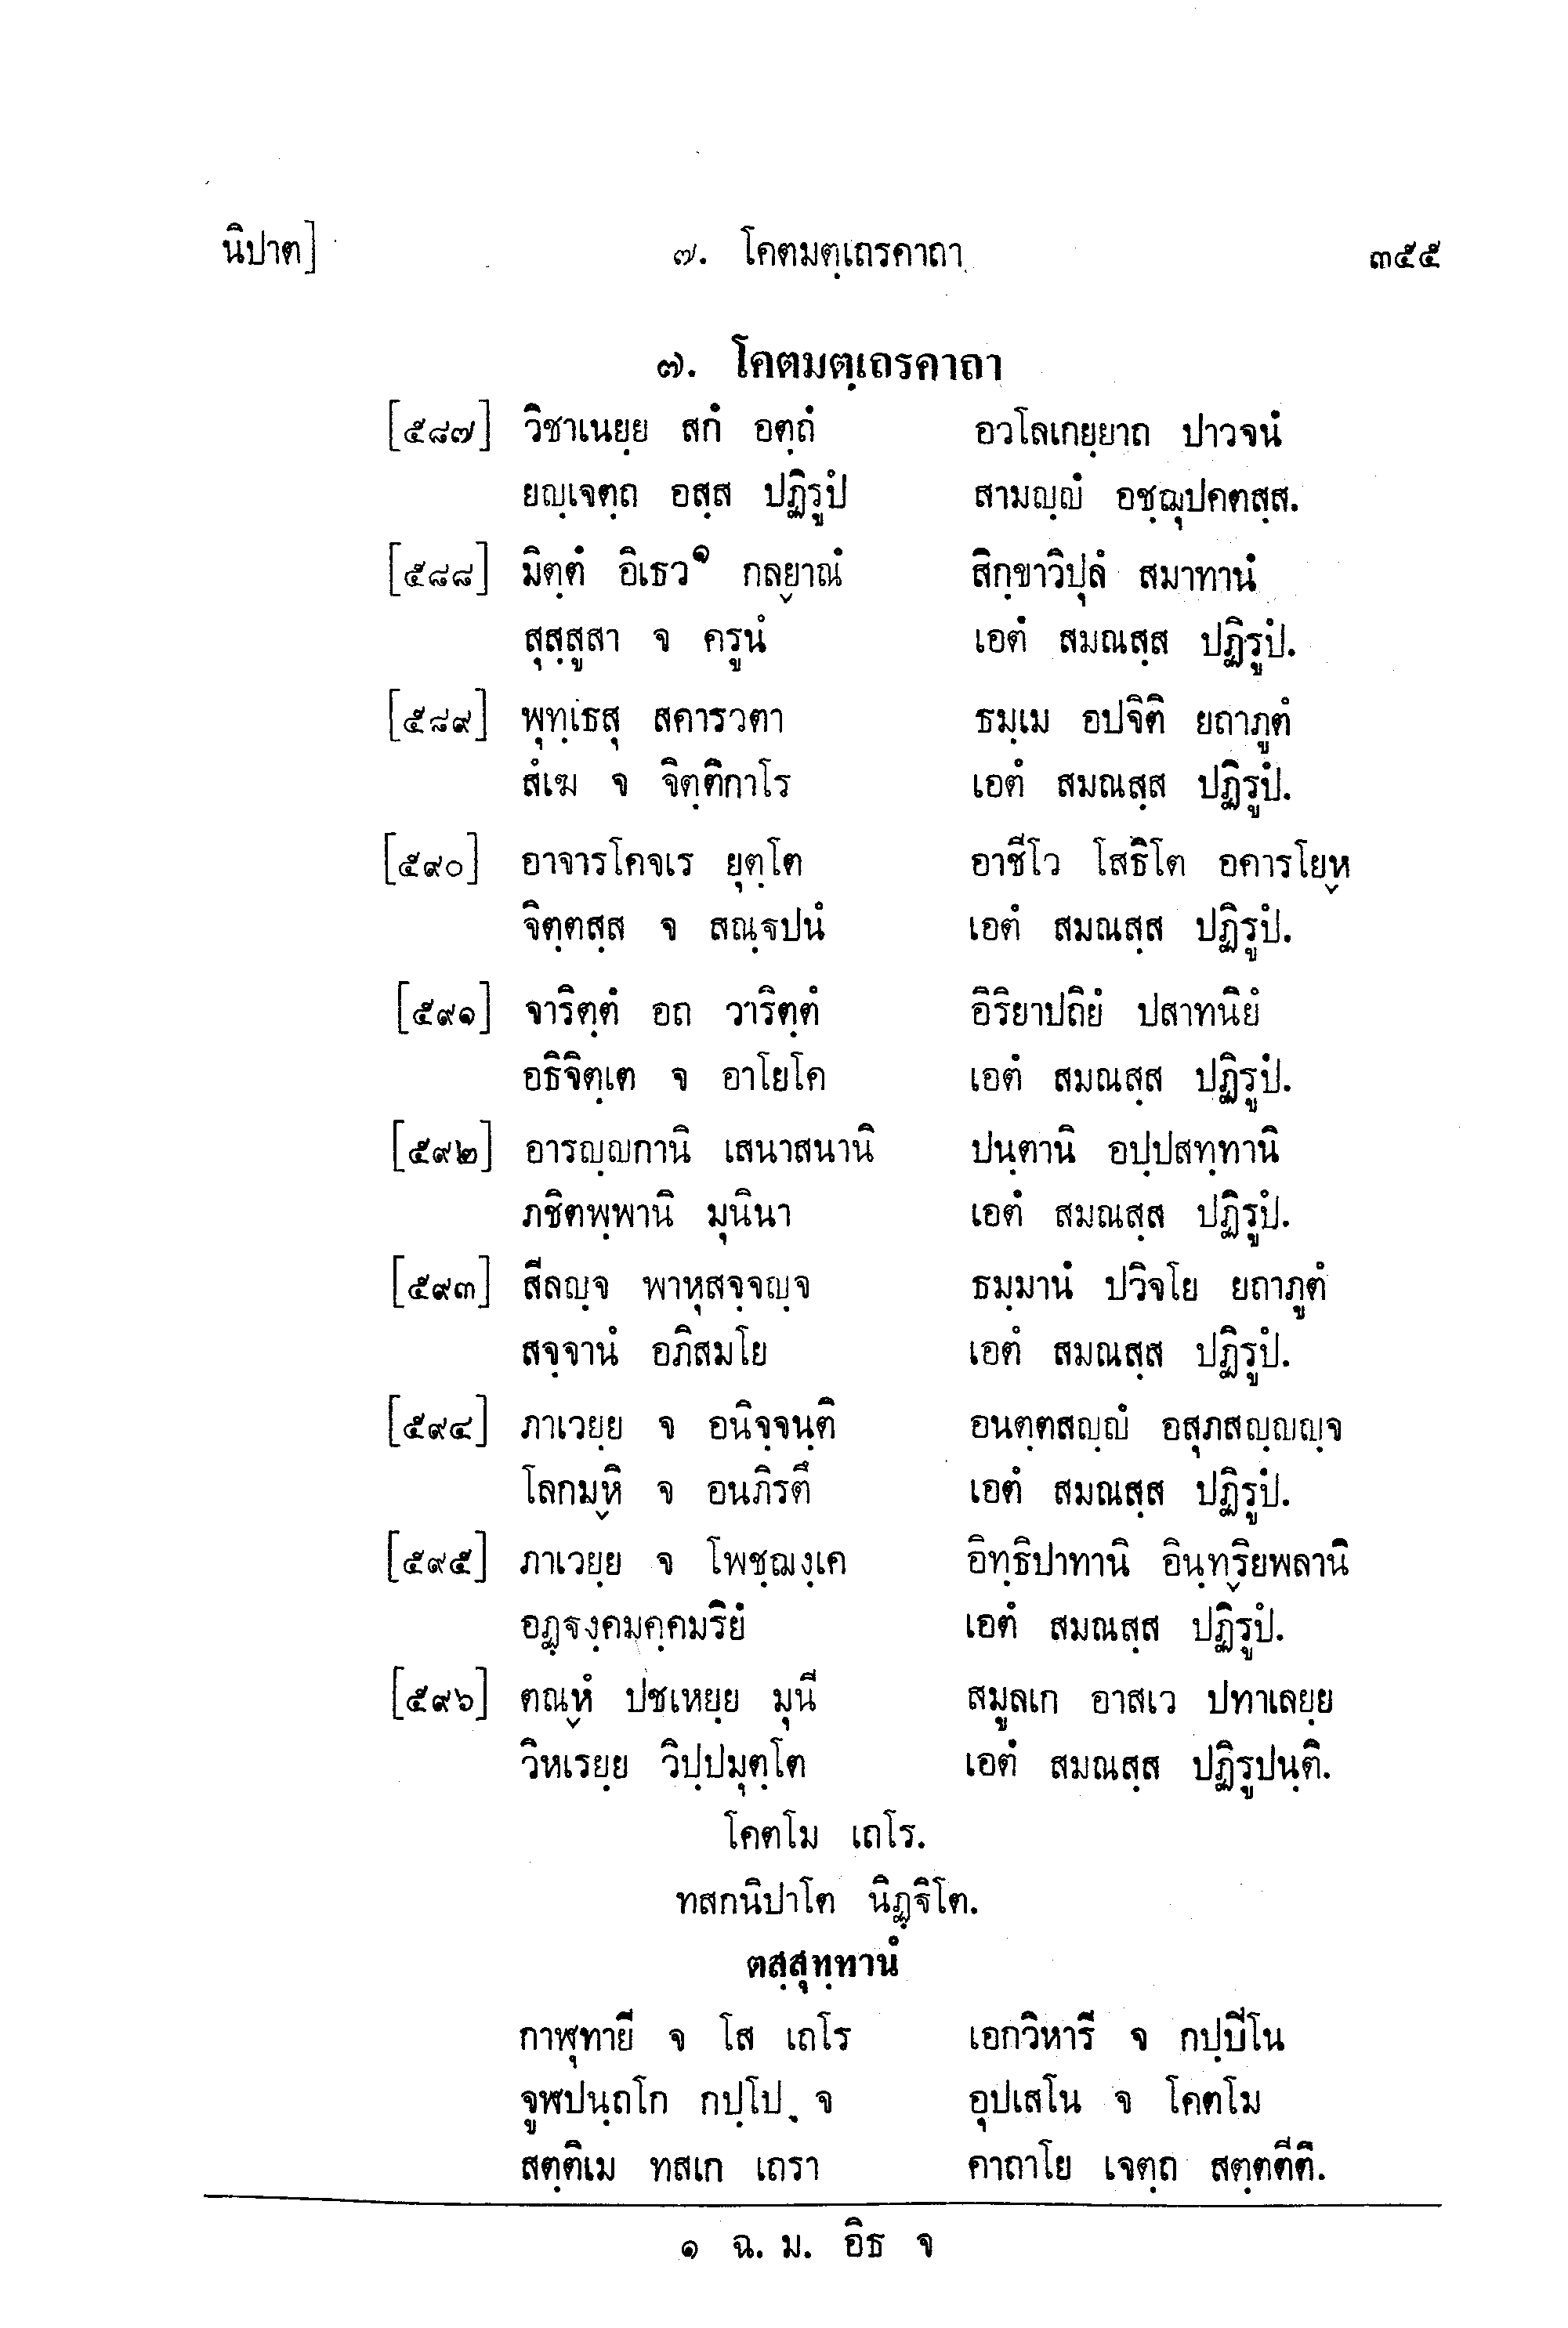 นิปาต] ๗. โคตมตฺเถรคาถา ๓๕๕
๗. โคตมตฺเถรคาถา
[๕๘๗] วิชาเนยฺย สกํ อตฺถํ อวโลเกยฺยาถ ปาวจนํ
ยญฺเจตฺถ อสฺส ปฏิรูปํ สามญฺญํ อชฺฌุปคตสฺส.
[๕๘๘] มิตฺตํ อิเธว๑ กลฺยาณํ สิกฺขาวิปุลํ สมาทานํ
สุสฺสูสา จ ครูนํ เอตํ สมณสฺส ปฏิรูปํ.
[๕๘๙] พุทฺเธสุ สคารวตา ธมฺเม อปจิติ ยถาภูตํ
สํเฆ จ จิตฺติกาโร เอตํ สมณสฺส ปฏิรูปํ.
[๕๙๐] อาจารโคจเร ยุตฺโต อาชีโว โสธิโต อคารโยฺห
จิตฺตสฺส จ สณฺฐปนํ เอตํ สมณสฺส ปฏิรูปํ.
[๕๙๑] จาริตฺตํ อถ วาริตฺตํ อิริยาปถิยํ ปสาทนิยํ
อธิจิตฺเต จ อาโยโค เอตํ สมณสฺส ปฏิรูปํ.
[๕๙๒] อารญฺญกานิ เสนาสนานิ ปนฺตานิ อปฺปสทฺทานิ
ภชิตพฺพานิ มุนินา เอตํ สมณสฺส ปฏิรูปํ.
[๕๙๓] สีลญฺจ พาหุสจฺจญฺจ ธมฺมานํ ปวิจโย ยถาภูตํ
สจฺจานํ อภิสมโย เอตํ สมณสฺส ปฏิรูปํ.
[๕๙๔] ภาเวยฺย จ อนิจฺจนฺติ อนตฺตสญฺญํ อสุภสญฺญญฺจ
โลกมฺหิ จ อนภิรตึ เอตํ สมณสฺส ปฏิรูปํ.
[๕๙๕] ภาเวยฺย จ โพชฺฌงฺเค อิทฺธิปาทานิ อินฺทฺริยพลานิ
อฏฺฐงฺคมคฺคมริยํ เอตํ สมณสฺส ปฏิรูปํ.
[๕๙๖] ตณฺหํ ปชเหยฺย มุนี สมูลเก อาสเว ปทาเลยฺย
วิหเรยฺย วิปฺปมุตฺโต เอตํ สมณสฺส ปฏิรูปนฺติ.
โคตโม เถโร.
ทสกนิปาโต นิฏฺฐิโต.
ตสฺสุทฺทานํ
กาฬุทายี จ โส เถโร เอกวิหารี จ กปฺบีโน
จูฬปนฺถโก กปฺโป จ อุปเสโน จ โคตโม
สตฺติเม ทสเก เถรา คาถาโย เจตฺถ สตฺตตีติ.
๑ ฉ. ม. อิธ จ